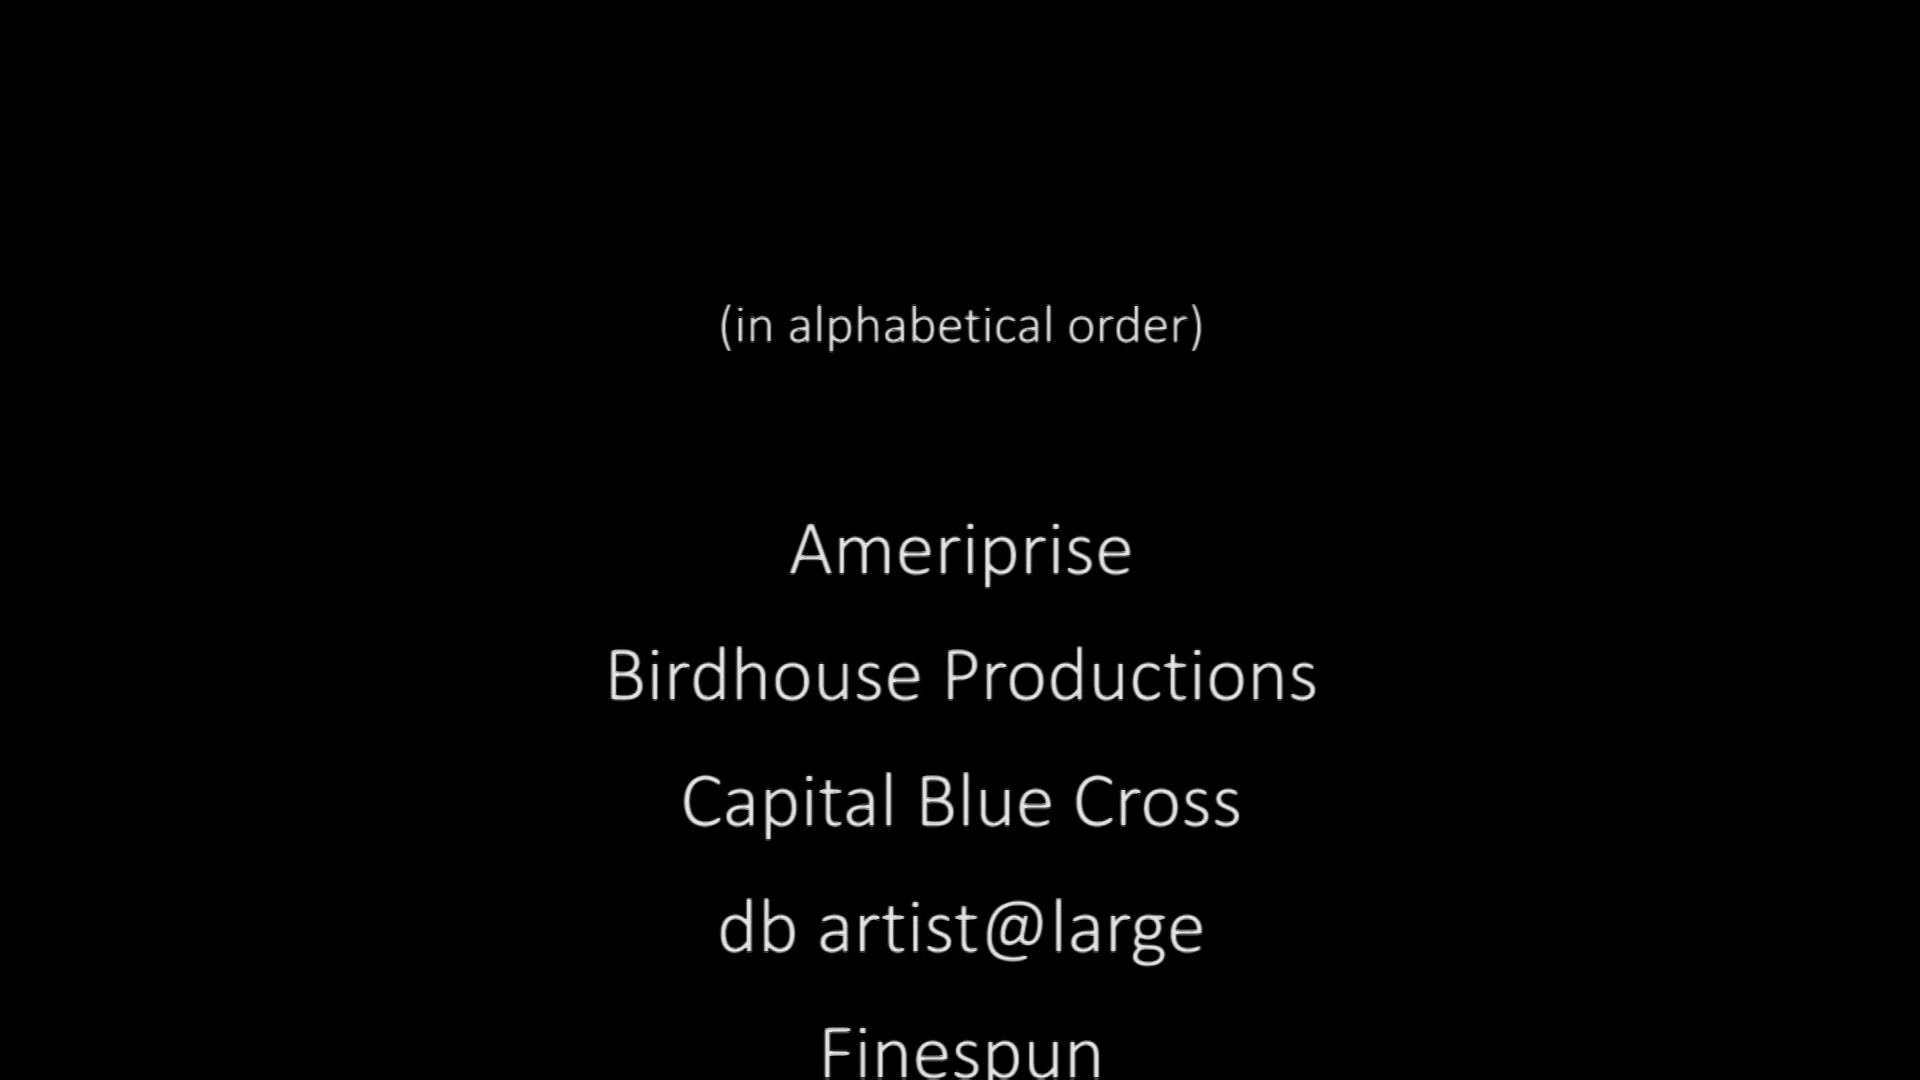 (in alphabetical order)
Ameriprise
Birdhouse Productions
Capital Blue Cross
db artist@large
Finespun